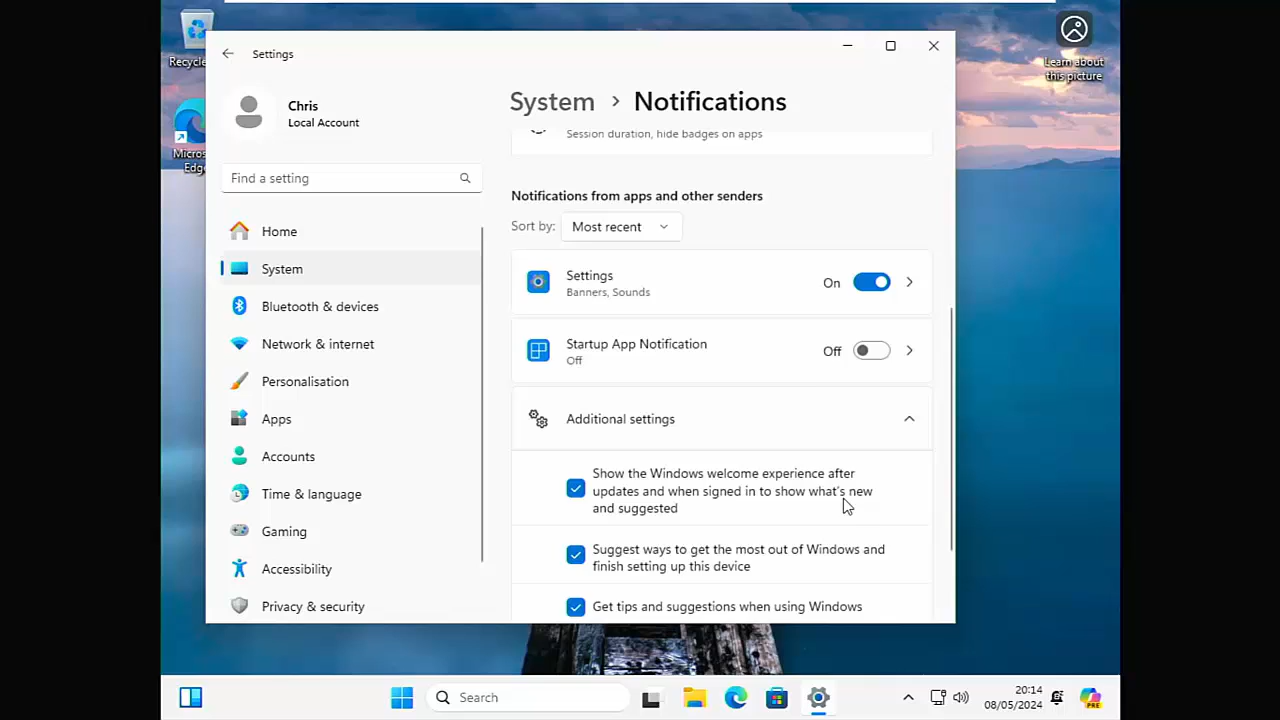 Recycle
Learn about
this picture
Micros
Edg
Settings
Chris
Local Account
Find a setting
Home
System
Bluetooth & devices
Network & internet
Personalisation
Apps
Accounts
Time & language
Gaming
Accessibility
Privacy & security
System > Notifications
Session duration, hide badges on apps
Notifications from apps and other senders
Sort by: Most recent
Settings
Banners, Sounds
On
Startup App Notification
Off
Off
Additional settings
Show the Windows welcome experience after
updates and when signed in to show what's new
and suggested
Suggest ways to get the most out of Windows and
finish setting up this device
Get tips and suggestions when using Windows
Search
20:14
08/05/2024
PRE